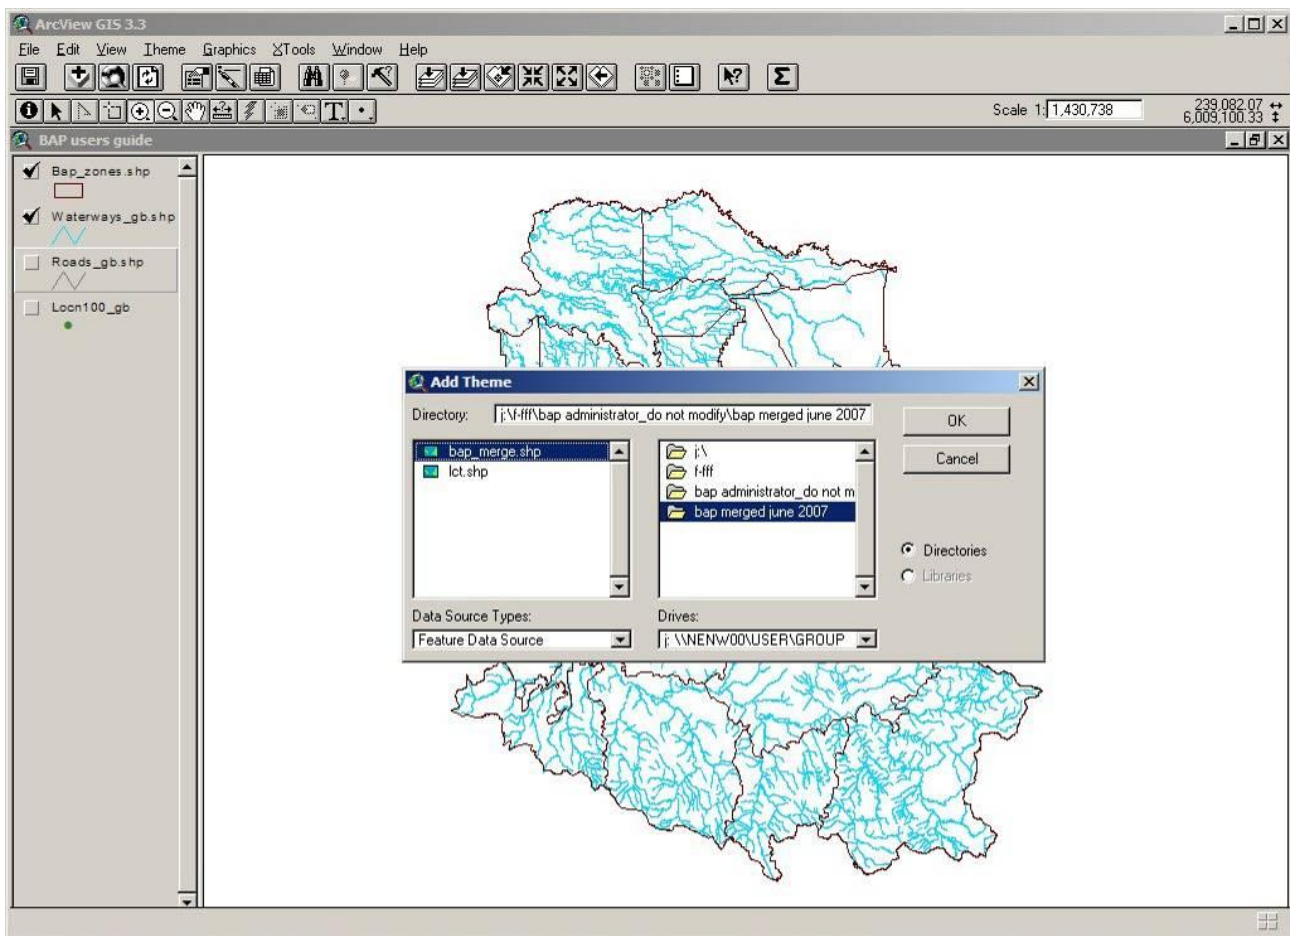 ArcView GIS 3.3
File Edit View Theme Graphics XTools Window Help
Scale 1: 1,430,738
239,082.07
6,009,100.33
BAP users guide
Bap_zones.shp
Waterways_gb.shp
Roads_gb.shp
Locn100_gb
Add Theme
Directory: j:\f-fff\bap administrator_do not modify\bap merged june 2007
OK
Cancel
bap_merge.shp
lct.shp
j:\
f-fff
bap administrator_do not m
bap merged june 2007
Directories
Libraries
Data Source Types:
Feature Data Source
Drives:
j: \\NENW00\USER\GROUP